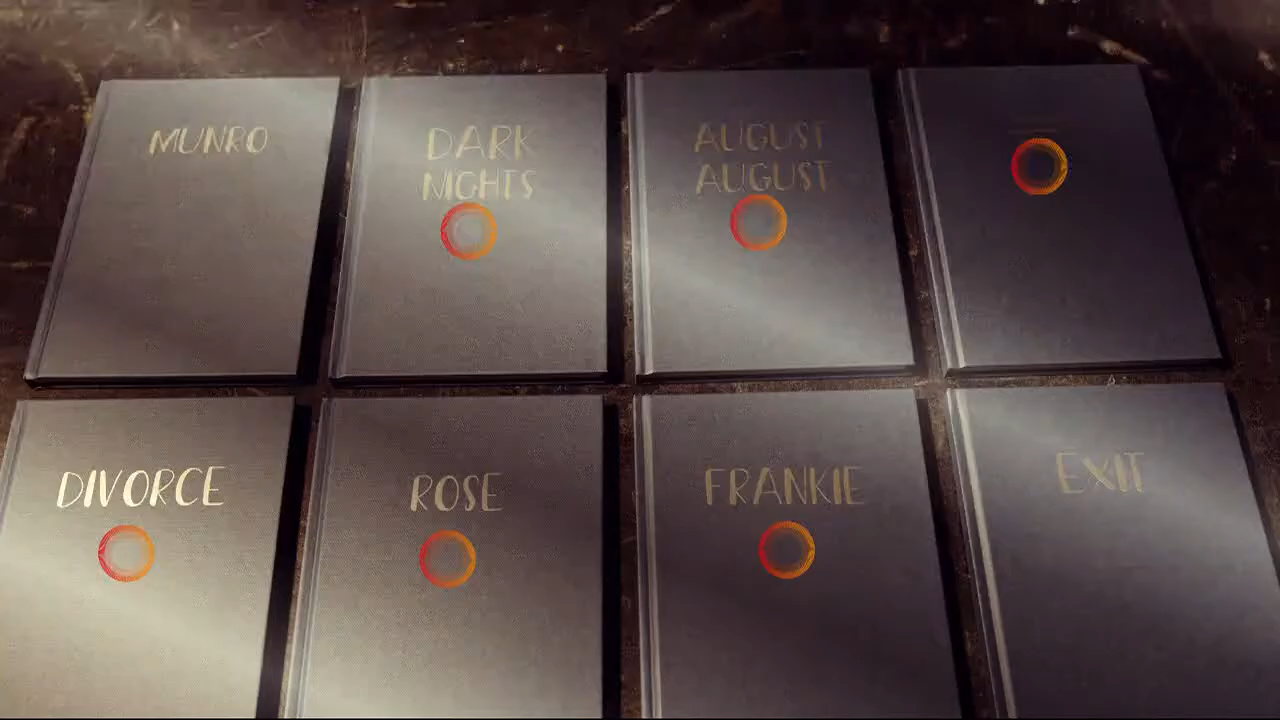 MUNRO
DARK
NIGHTS
AUGUST
AUGUST
DIVORCE
ROSE
FRANKIE
EXIT